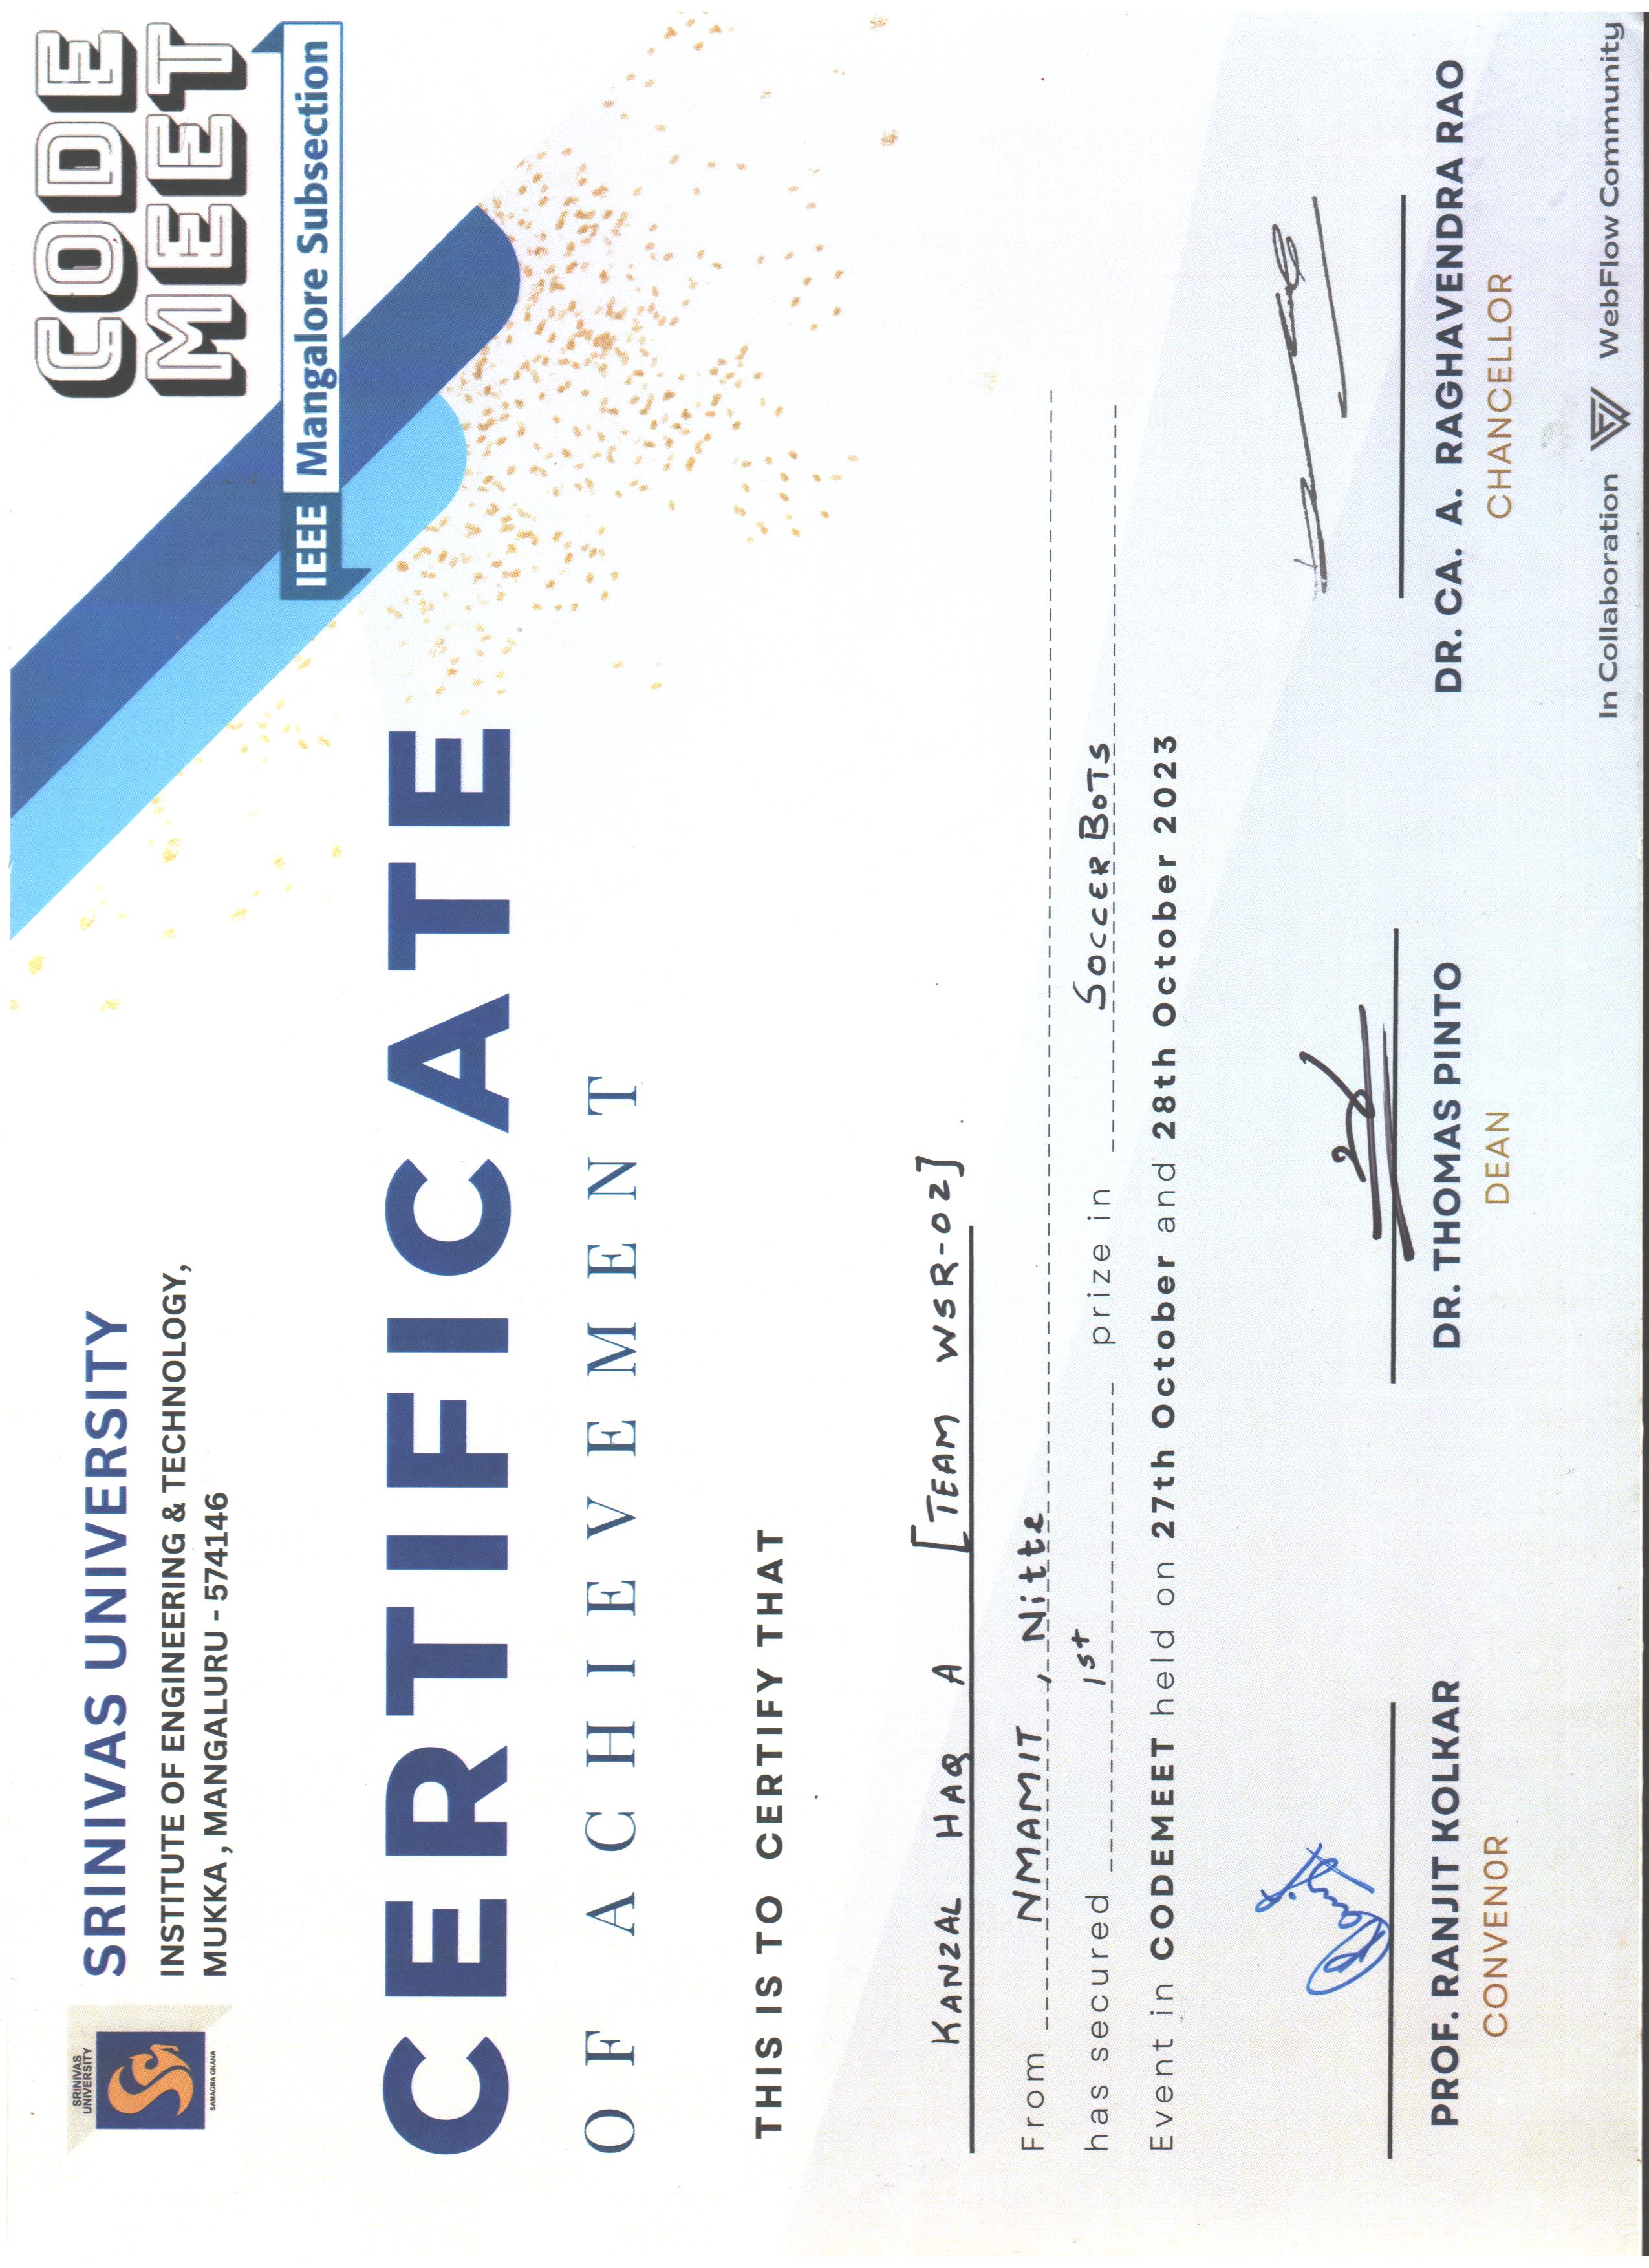 SRINIVAS
UNIVERSITY
SAMAGRA GNANA
SRINIVAS UNIVERSITY
INSTITUTE OF ENGINEERING & TECHNOLOGY,
MUKKA , MANGALURU - 574146
CODE
MEET
IEEE Mangalore Subsection
CERTIFICATE
OF ACHIEVEMENT
THIS IS TO CERTIFY THAT
KANZAL HAQ A [TEAM WSR-02]
From NMAMIT, Nitte
has secured 1st prize in SOCCER BOTS
Event in CODEMEET held on 27th October and 28th October 2023
PROF. RANJIT KOLKAR
CONVENOR
DR. THOMAS PINTO
DEAN
DR. CA. A. RAGHAVENDRA RAO
CHANCELLOR
In Collaboration WebFlow Community